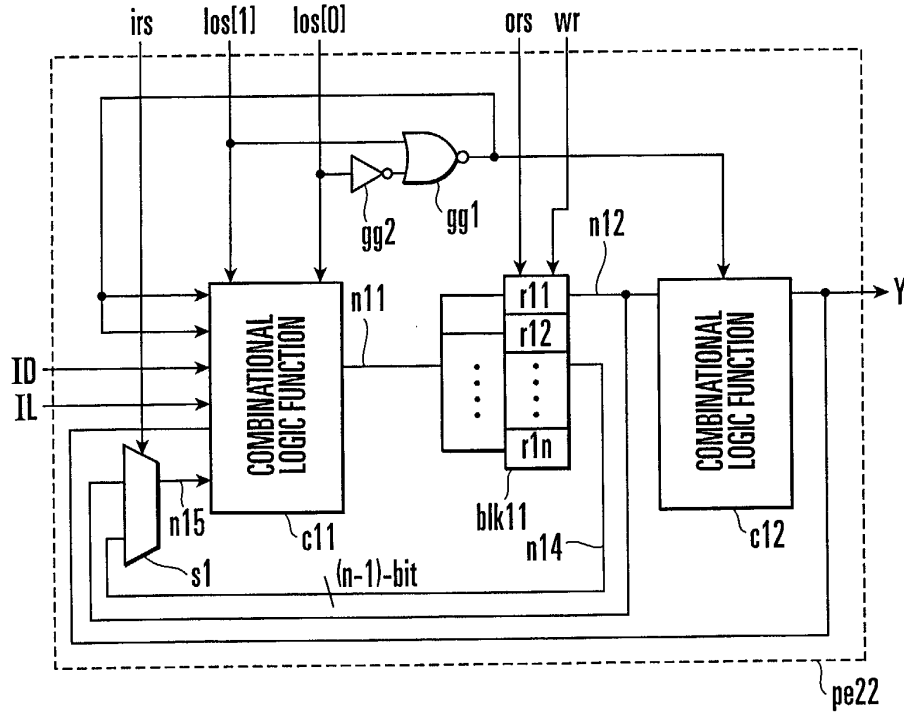 irs los[1] los[0] ors wr
gg2 gg1
n12
n11
Y
r11
r12
r1n
COMBINATIONAL
LOGIC FUNCTION
COMBINATIONAL
LOGIC FUNCTION
ID
IL
n15
c11
blk11
c12
n14
s1
(n-1)-bit
pe22